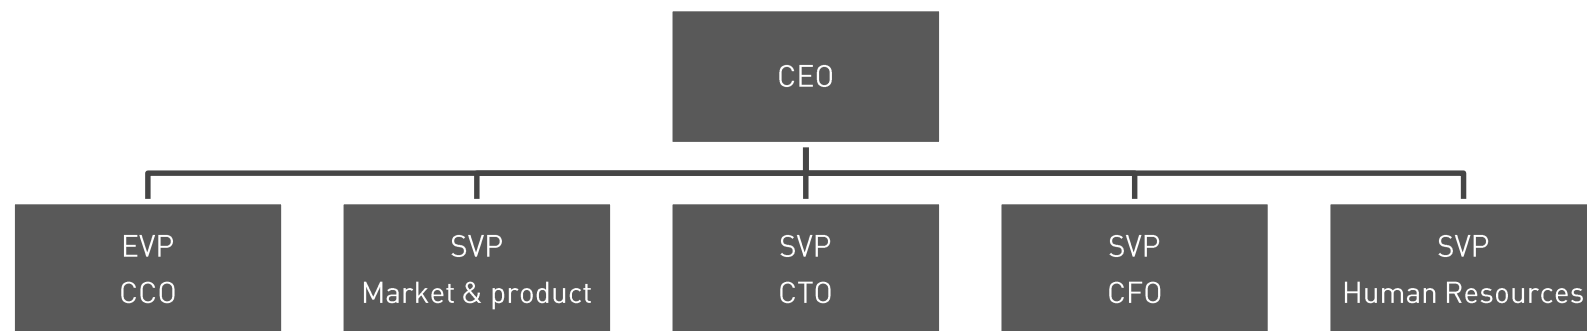 CEO
EVP
CCO
SVP
Market & product
SVP
CTO
SVP
CFO
SVP
Human Resources